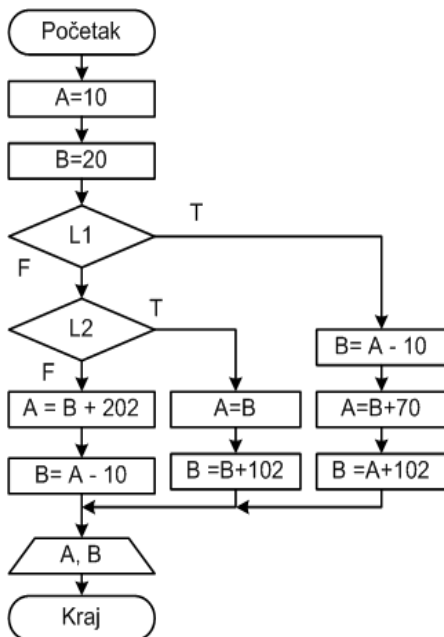 Početak
A=10
B=20
L1
T
F
L2
T
F
B= A - 10
A = B + 202
A=B
A=B+70
B= A - 10
B =B+102
B =A+102
A, B
Kraj